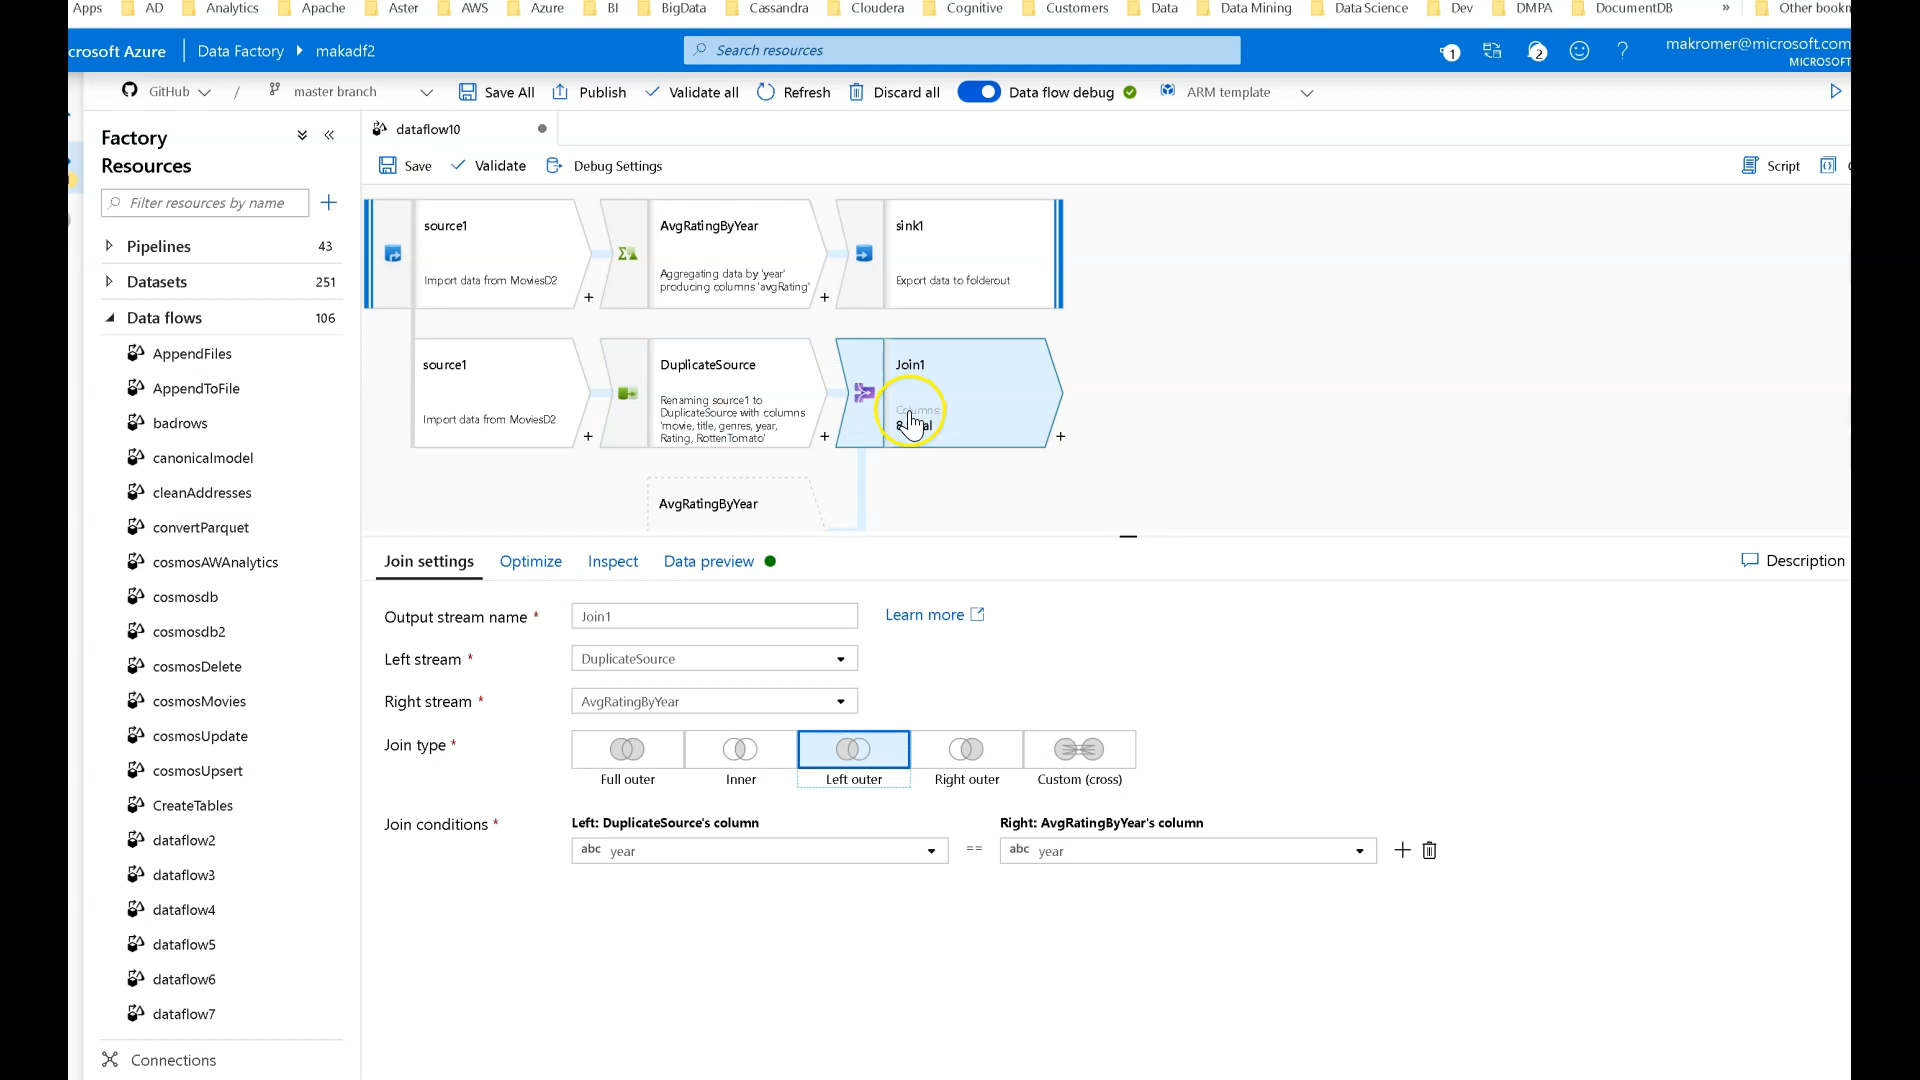 Apps AD Analytics Apache Aster AWS Azure BI BigData Cassandra Cloudera Cognitive Customers Data Data Mining Data Science Dev DMPA DocumentDB » Other bookn
crosoft Azure Data Factory makadf2 Search resources 1 2 ? makromer@microsoft.com
MICROSOFT
GitHub / master branch Save All Publish Validate all Refresh Discard all Data flow debug ARM template
Factory Resources
Filter resources by name
Pipelines 43
Datasets 251
Data flows 106
AppendFiles
AppendToFile
badrows
canonicalmodel
cleanAddresses
convertParquet
cosmosAWAnalytics
cosmosdb
cosmosdb2
cosmosDelete
cosmosMovies
cosmosUpdate
cosmosUpsert
CreateTables
dataflow2
dataflow3
dataflow4
dataflow5
dataflow6
dataflow7
Connections
dataflow10
Save Validate Debug Settings Script
source1
Import data from MoviesD2
+
AvgRatingByYear
Aggregating data by 'year'
producing columns 'avgRating'
+
sink1
Export data to folderout
source1
Import data from MoviesD2
+
DuplicateSource
Renaming source1 to
DuplicateSource with columns
'movie, title, genres, year,
Rating, RottenTomato'
+
Join1
Columns:
+
AvgRatingByYear
Join settings Optimize Inspect Data preview Description
Output stream name * Join1 Learn more
Left stream * DuplicateSource
Right stream * AvgRatingByYear
Join type *
Full outer Inner Left outer Right outer Custom (cross)
Join conditions * Left: DuplicateSource's column Right: AvgRatingByYear's column
abc year == abc year